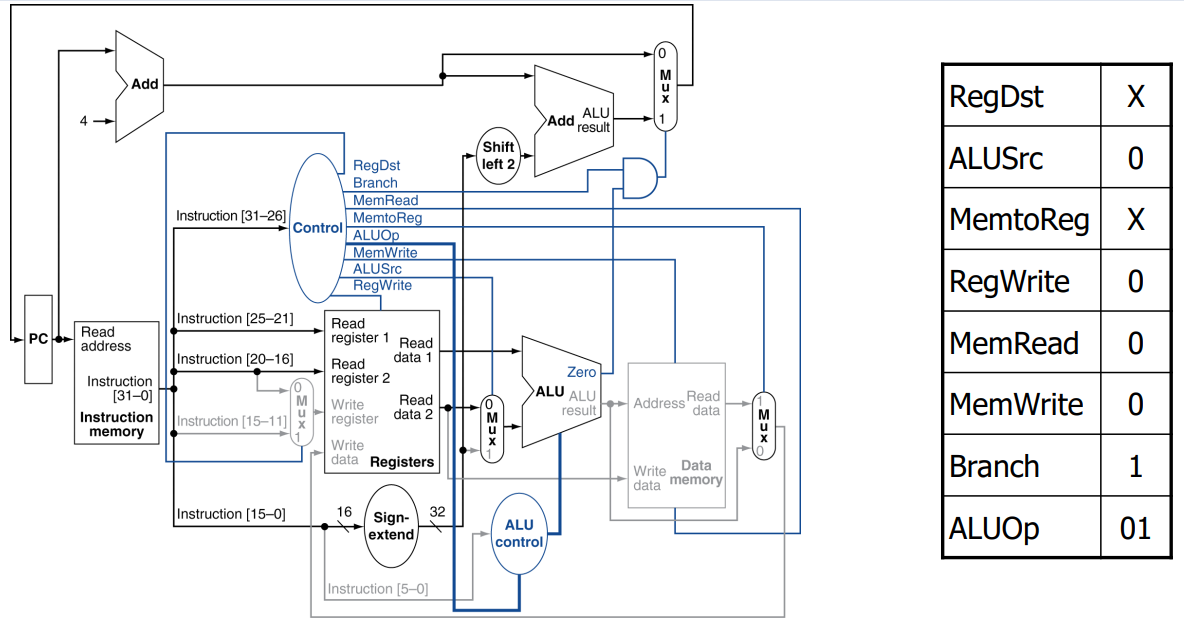 0
M
u
x
1
Add
4
Add
ALU
result
Shift
left 2
RegDst
Branch
MemRead
MemtoReg
ALUOp
MemWrite
ALUSrc
RegWrite
Instruction [31–26]
Control
PC
Read
address
Instruction
[31–0]
Instruction
memory
Instruction [25–21]
Instruction [20–16]
Instruction [15–11]
0
M
u
x
1
Read
register 1
Read
data 1
Read
register 2
Write
register
Read
data 2
Write
data
Registers
0
M
u
x
1
Zero
ALU
ALU
result
Address
Read
data
Write
data
Data
memory
1
M
u
x
0
Instruction [15–0]
16
Sign-
extend
32
ALU
control
Instruction [5–0]
RegDst X
ALUSrc 0
MemtoReg X
RegWrite 0
MemRead 0
MemWrite 0
Branch 1
ALUOp 01